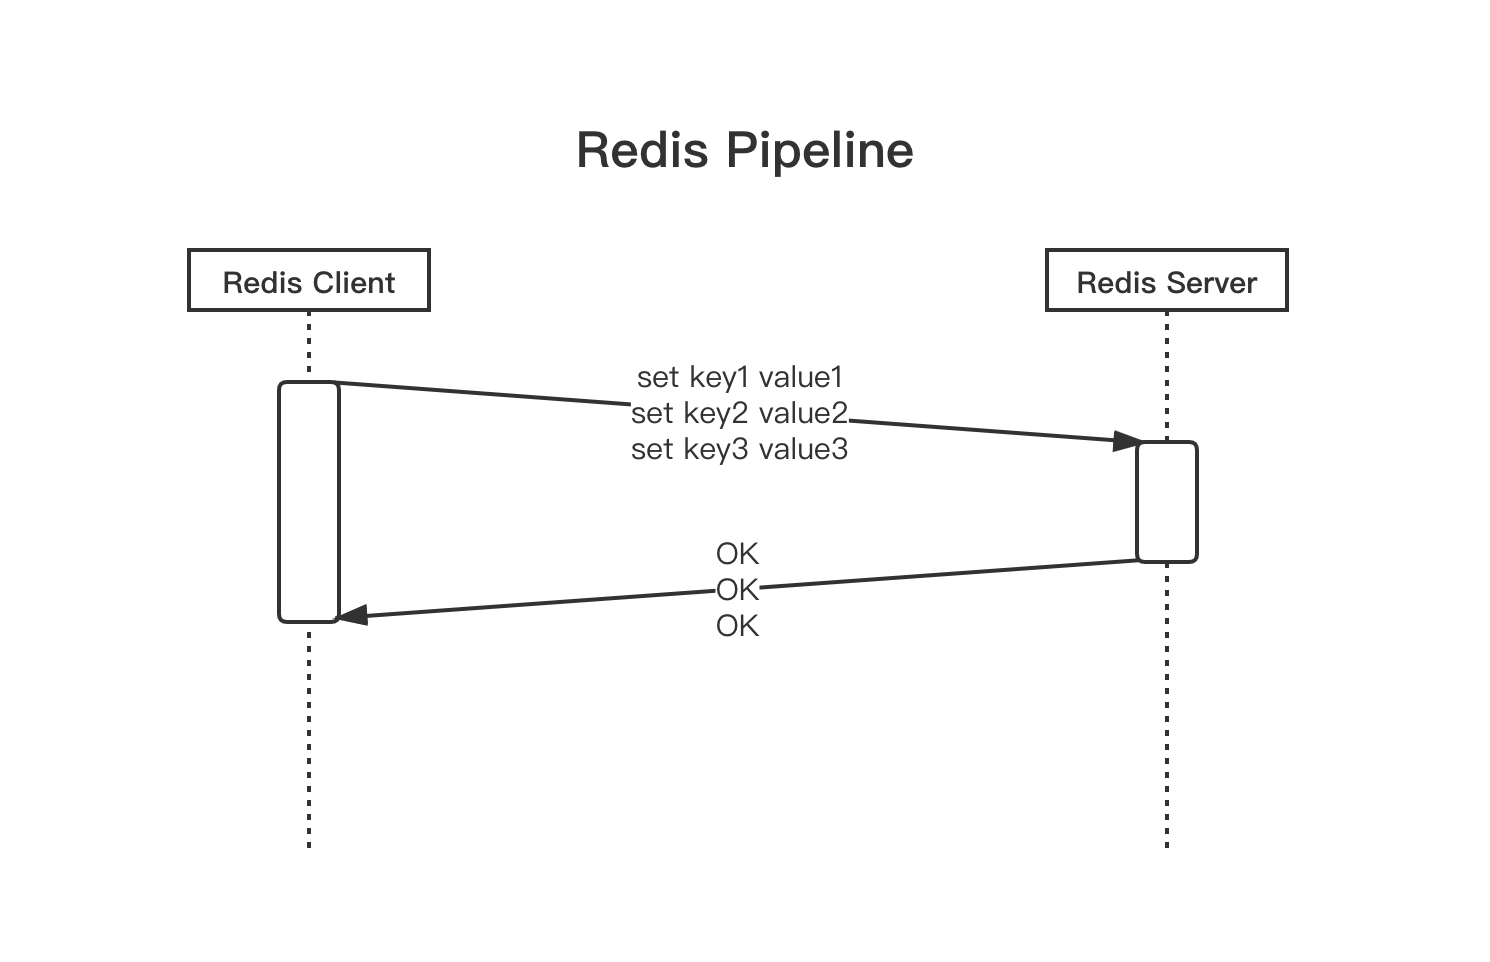 Redis Pipeline
Redis Client
Redis Server
set key1 value1
set key2 value2
set key3 value3
OK
OK
OK